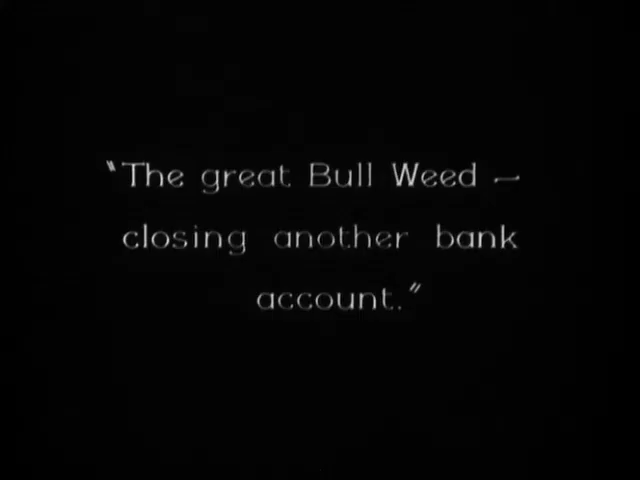 "The great Bull Weed —
closing another bank
account."